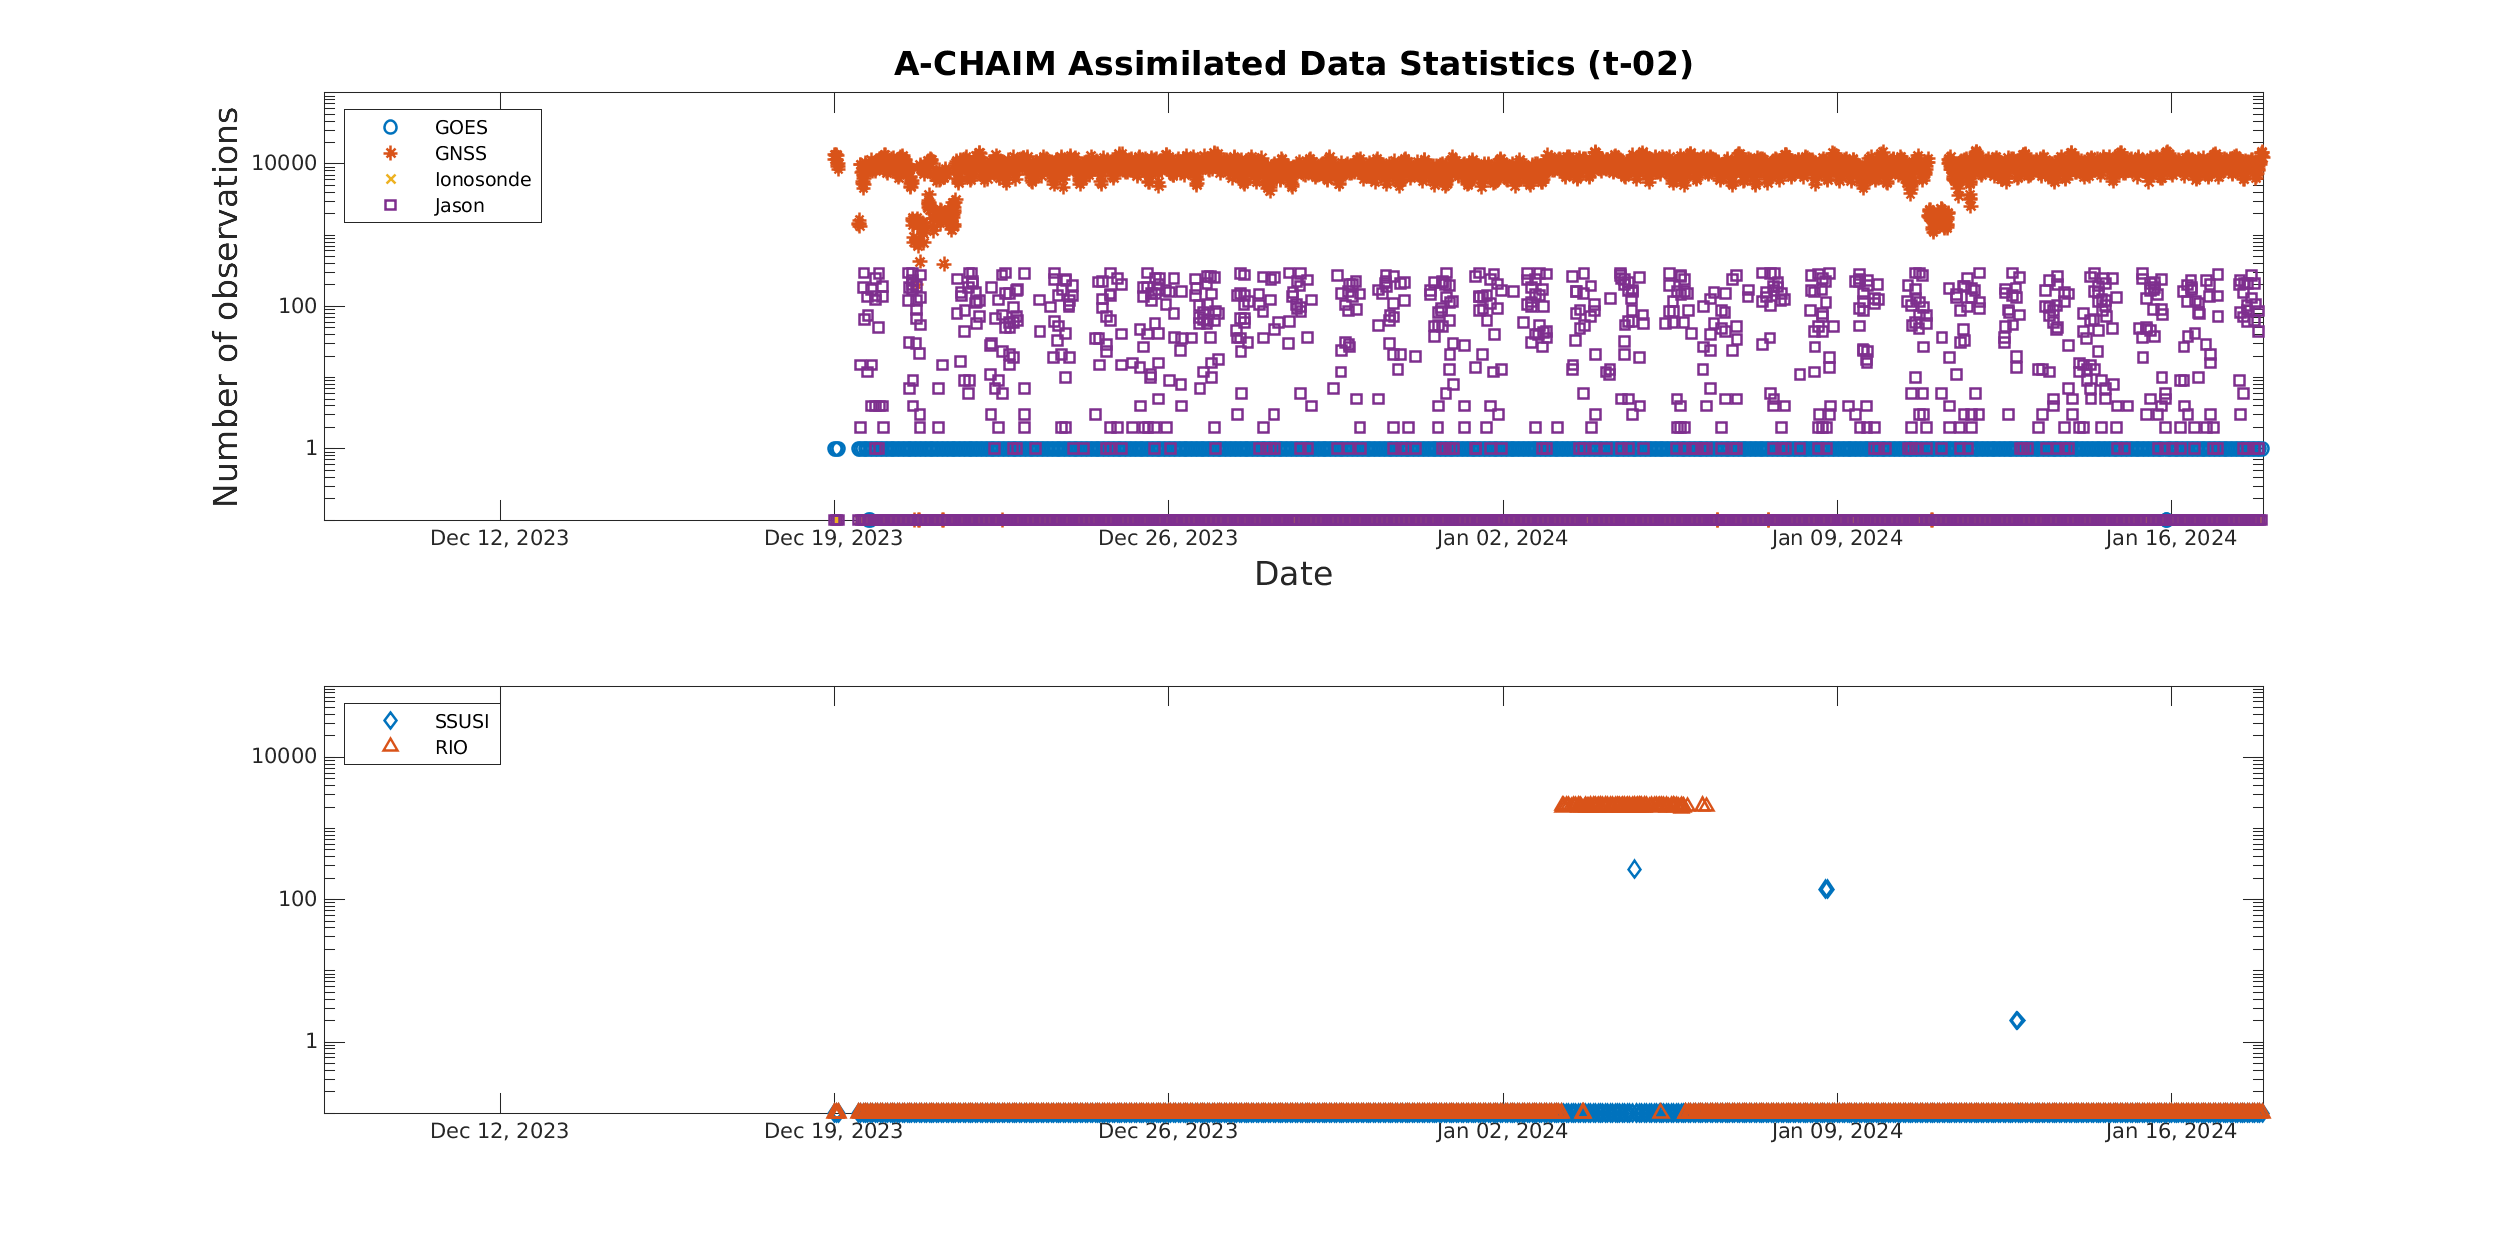 A-CHAIM Assimilated Data Statistics (t-02)
Number of observations
10000
100
1
GOES
GNSS
Ionosonde
Jason
Dec 12, 2023
Dec 19, 2023
Dec 26, 2023
Jan 02, 2024
Jan 09, 2024
Jan 16, 2024
Date
10000
100
1
SSUSI
RIO
Dec 12, 2023
Dec 19, 2023
Dec 26, 2023
Jan 02, 2024
Jan 09, 2024
Jan 16, 2024